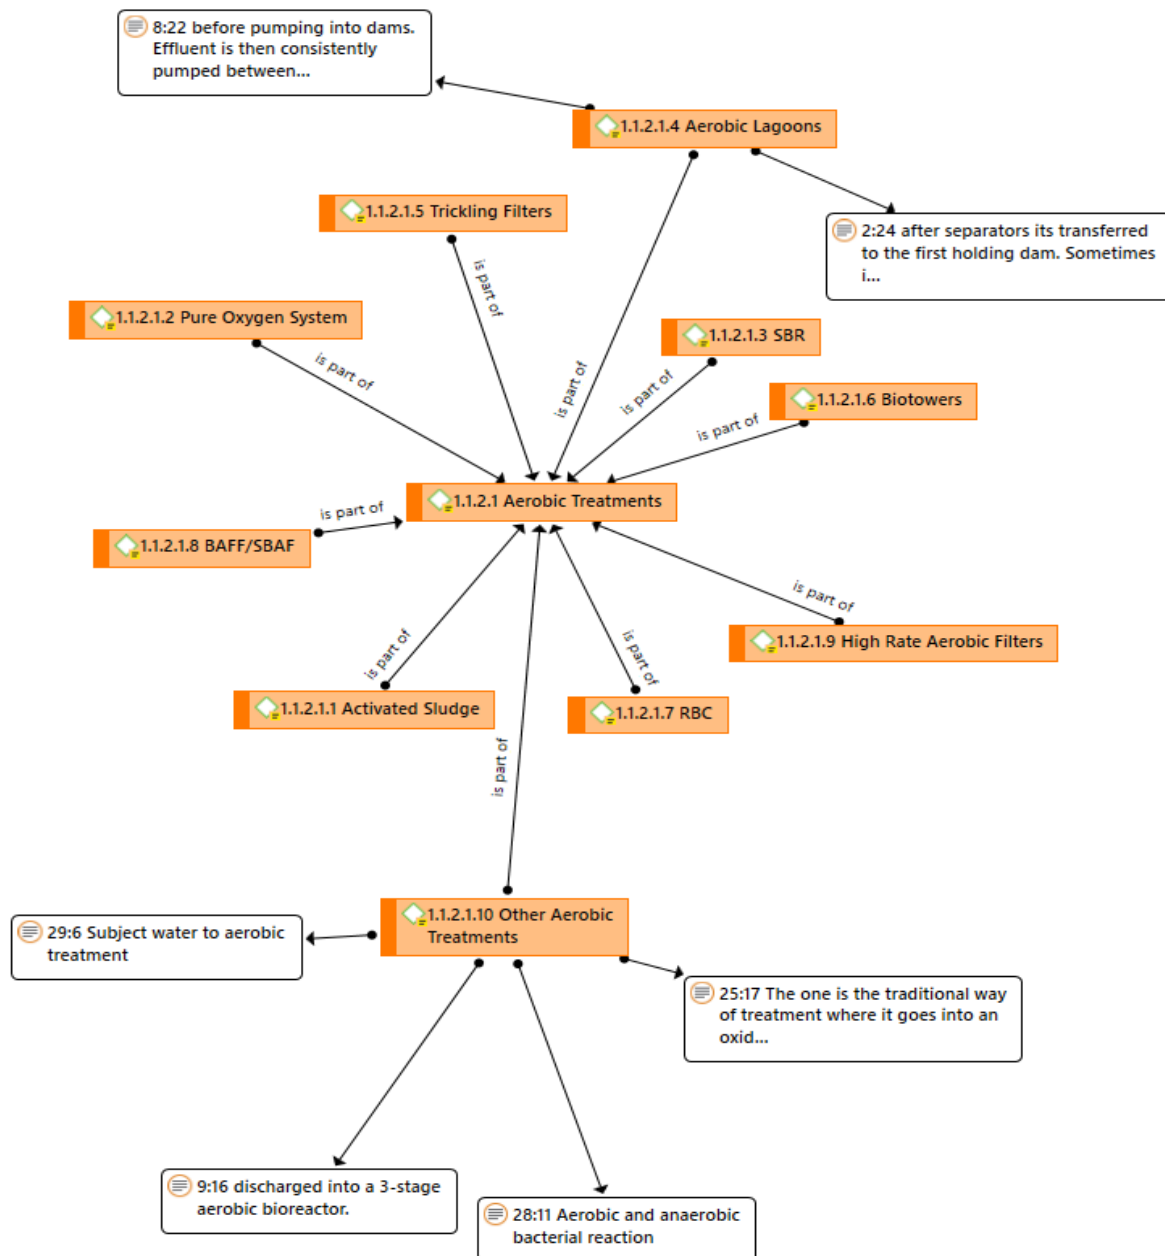 8:22 before pumping into dams.
Effluent is then consistently
pumped between...
1.1.2.1.4 Aerobic Lagoons
1.1.2.1.5 Trickling Filters
2:24 after separators its transferred
to the first holding dam. Sometimes
i...
is part of
1.1.2.1.2 Pure Oxygen System
1.1.2.1.3 SBR
is part of
is part of
is part of
1.1.2.1.6 Biotowers
is part of
1.1.2.1 Aerobic Treatments
is part of
1.1.2.1.8 BAFF/SBAF
is part of
1.1.2.1.9 High Rate Aerobic Filters
is part of
is part of
1.1.2.1.1 Activated Sludge
1.1.2.1.7 RBC
is part of
1.1.2.1.10 Other Aerobic
Treatments
29:6 Subject water to aerobic
treatment
25:17 The one is the traditional way
of treatment where it goes into an
oxid...
9:16 discharged into a 3-stage
aerobic bioreactor.
28:11 Aerobic and anaerobic
bacterial reaction